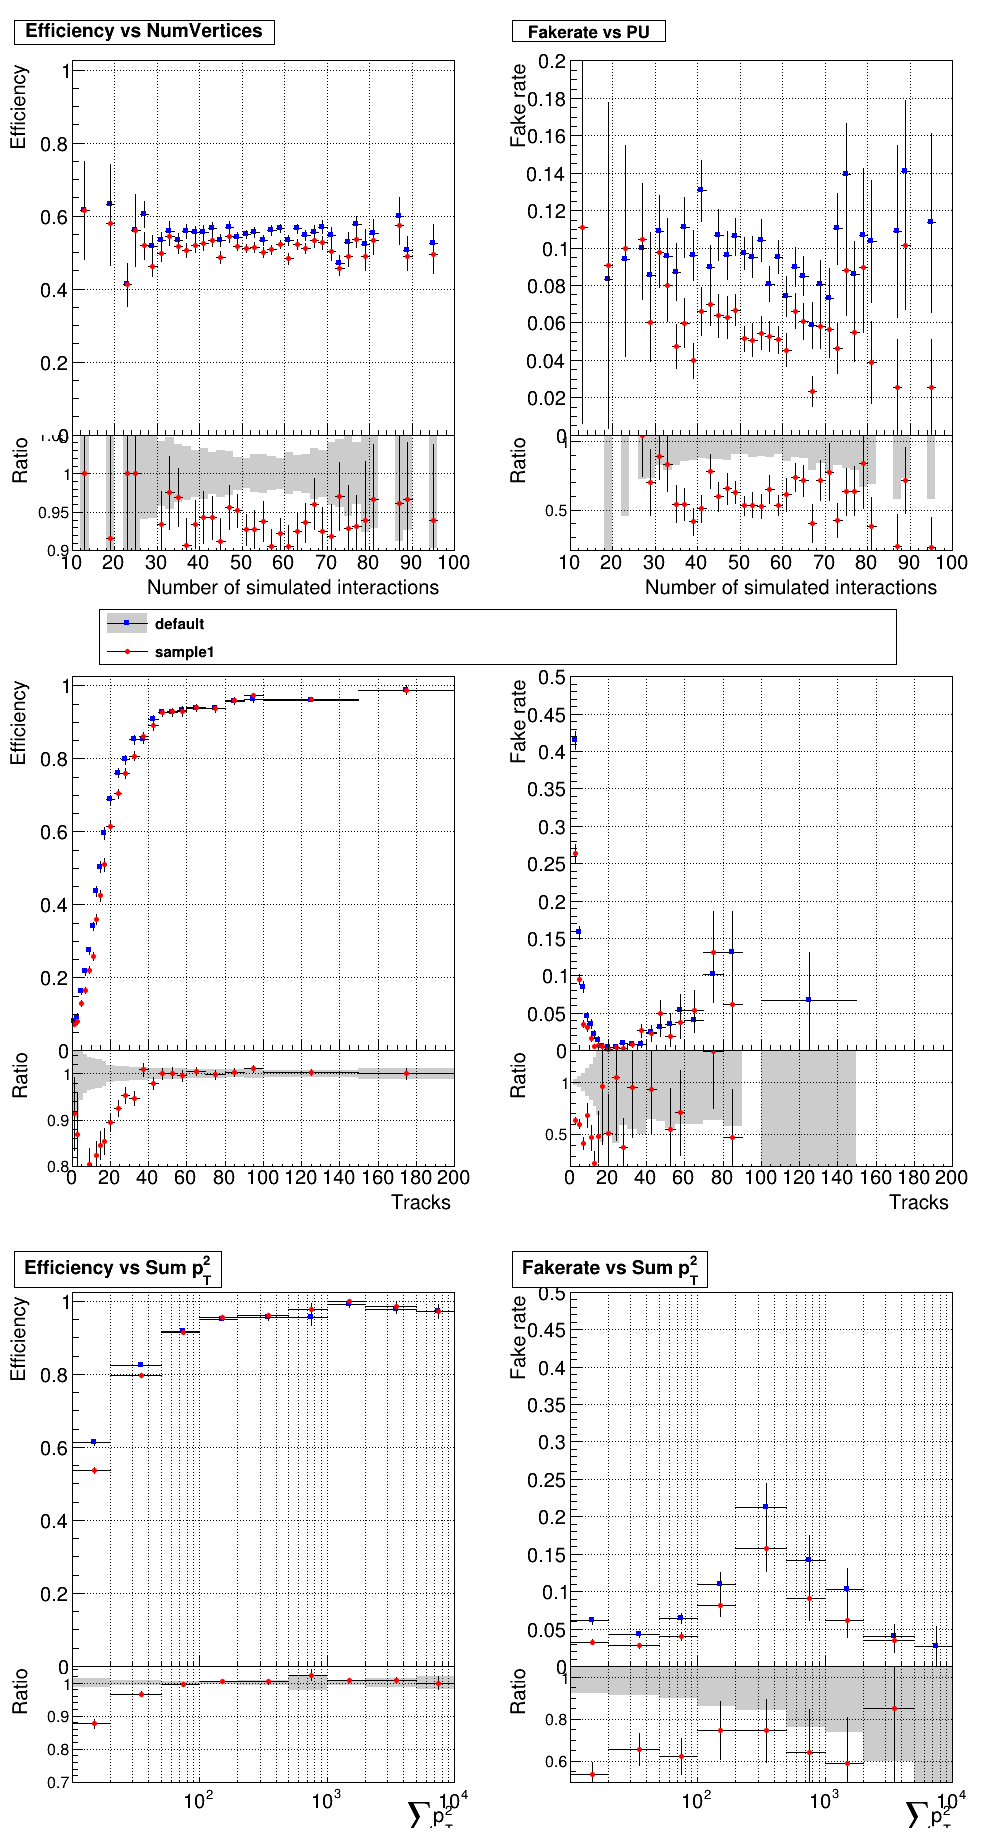 Efficiency vs NumVertices
Fakerate vs PU
Efficiency
1
0.8
0.6
0.4
0.2
0
Ratio
1
0.95
0.9
10 20 30 40 50 60 70 80 90 100
Number of simulated interactions
Fake rate
0.2
0.18
0.16
0.14
0.12
0.1
0.08
0.06
0.04
0.02
0
Ratio
1
0.5
10 20 30 40 50 60 70 80 90 100
Number of simulated interactions
default
sample1
Efficiency
1
0.8
0.6
0.4
0.2
0
Ratio
1
0.9
0.8
0 20 40 60 80 100 120 140 160 180 200
Tracks
Fake rate
0.5
0.45
0.4
0.35
0.3
0.25
0.2
0.15
0.1
0.05
0
Ratio
1
0.5
0 20 40 60 80 100 120 140 160 180 200
Tracks
Efficiency vs Sum p_T^2
Fakerate vs Sum p_T^2
Efficiency
1
0.8
0.6
0.4
0.2
0
Ratio
1
0.9
0.8
0.7
10^2 10^3 10^4
∑p_T^2
Fake rate
0.5
0.45
0.4
0.35
0.3
0.25
0.2
0.15
0.1
0.05
0
Ratio
1
0.8
0.6
10^2 10^3 10^4
∑p_T^2